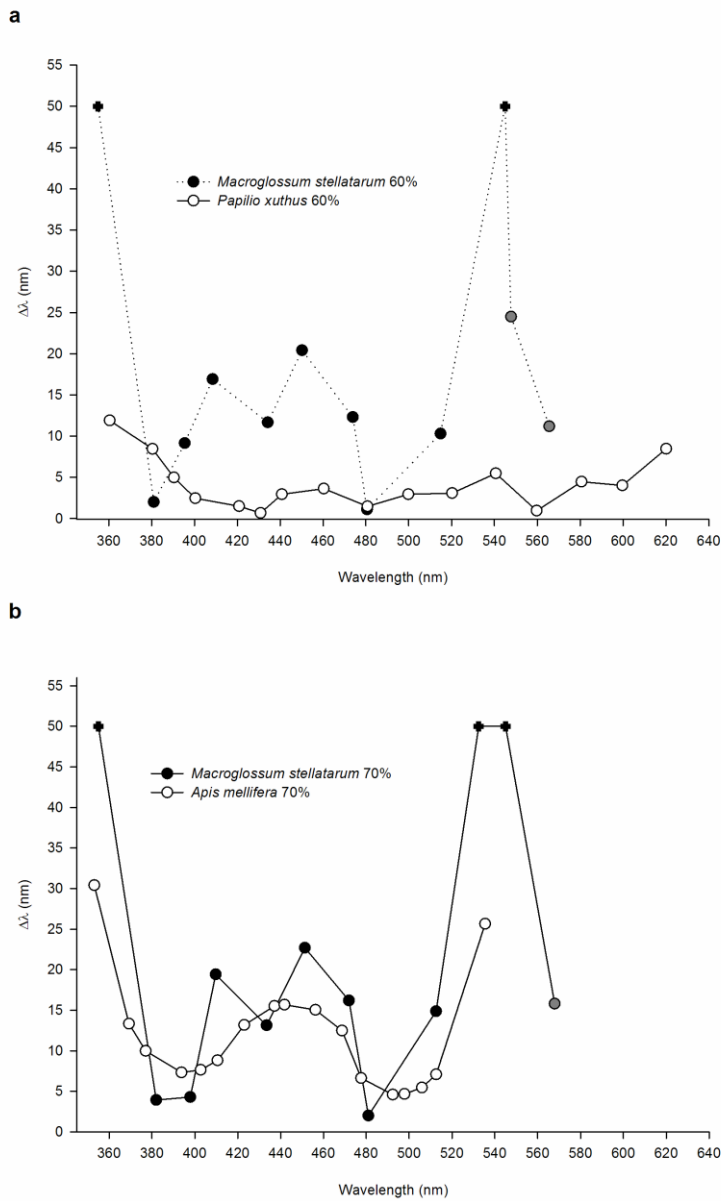 a
55
50
45
40
35
30
25
20
15
10
5
0
Δλ (nm)
Macroglossum stellatarum 60%
Papilio xuthus 60%
360 380 400 420 440 460 480 500 520 540 560 580 600 620 640
Wavelength (nm)
b
50
45
40
35
30
25
20
15
10
5
0
Δλ (nm)
Macroglossum stellatarum 70%
Apis mellifera 70%
360 380 400 420 440 460 480 500 520 540 560 580 600 620 640
Wavelength (nm)